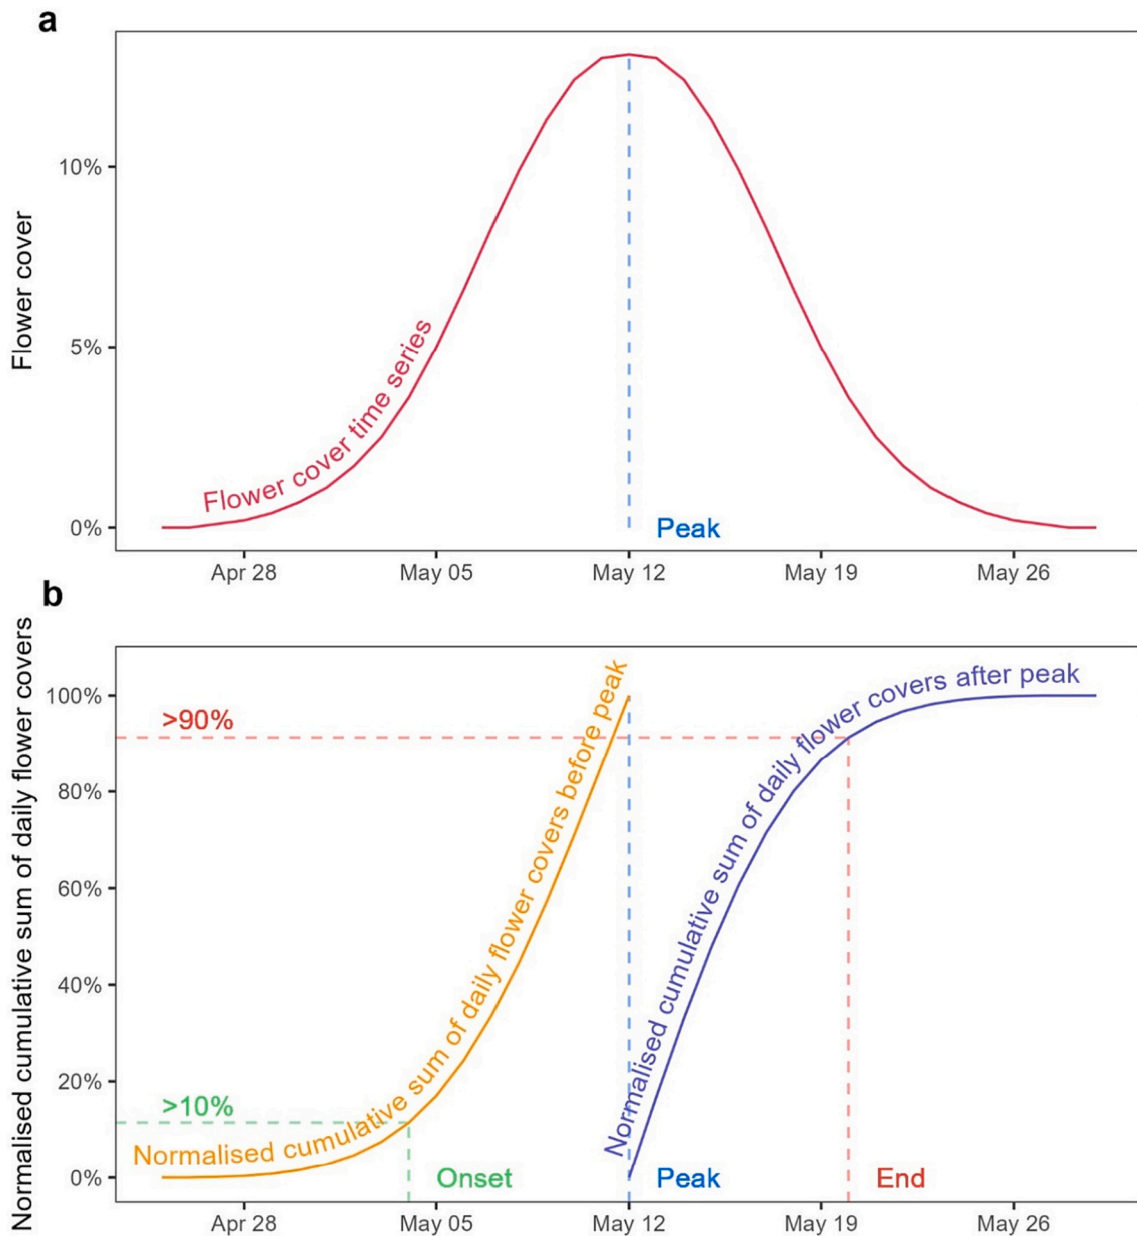 a
Flower cover
10%
5%
0%
Flower cover time series
Peak
Apr 28
May 05
May 12
May 19
May 26
b
Normalised cumulative sum of daily flower covers
100%
80%
60%
40%
20%
0%
>90%
>10%
Normalised cumulative sum of daily flower covers before peak
Normalised cumulative sum of daily flower covers after peak
Onset
Peak
End
Apr 28
May 05
May 12
May 19
May 26